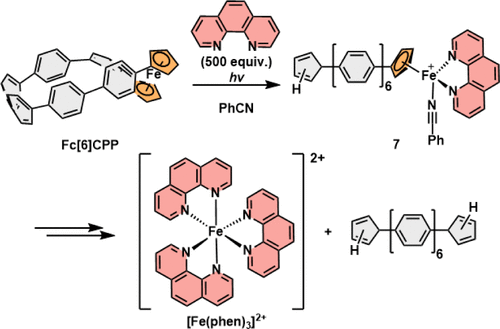 (500 equiv.)
hν
PhCN
Fe
Fc[6]CPP
N N
H
6
Fe
+
N
N
N
Ph
7
2+
N
N
N
Fe
N
N
N
[Fe(phen)₃]²⁺
+
H
6
H